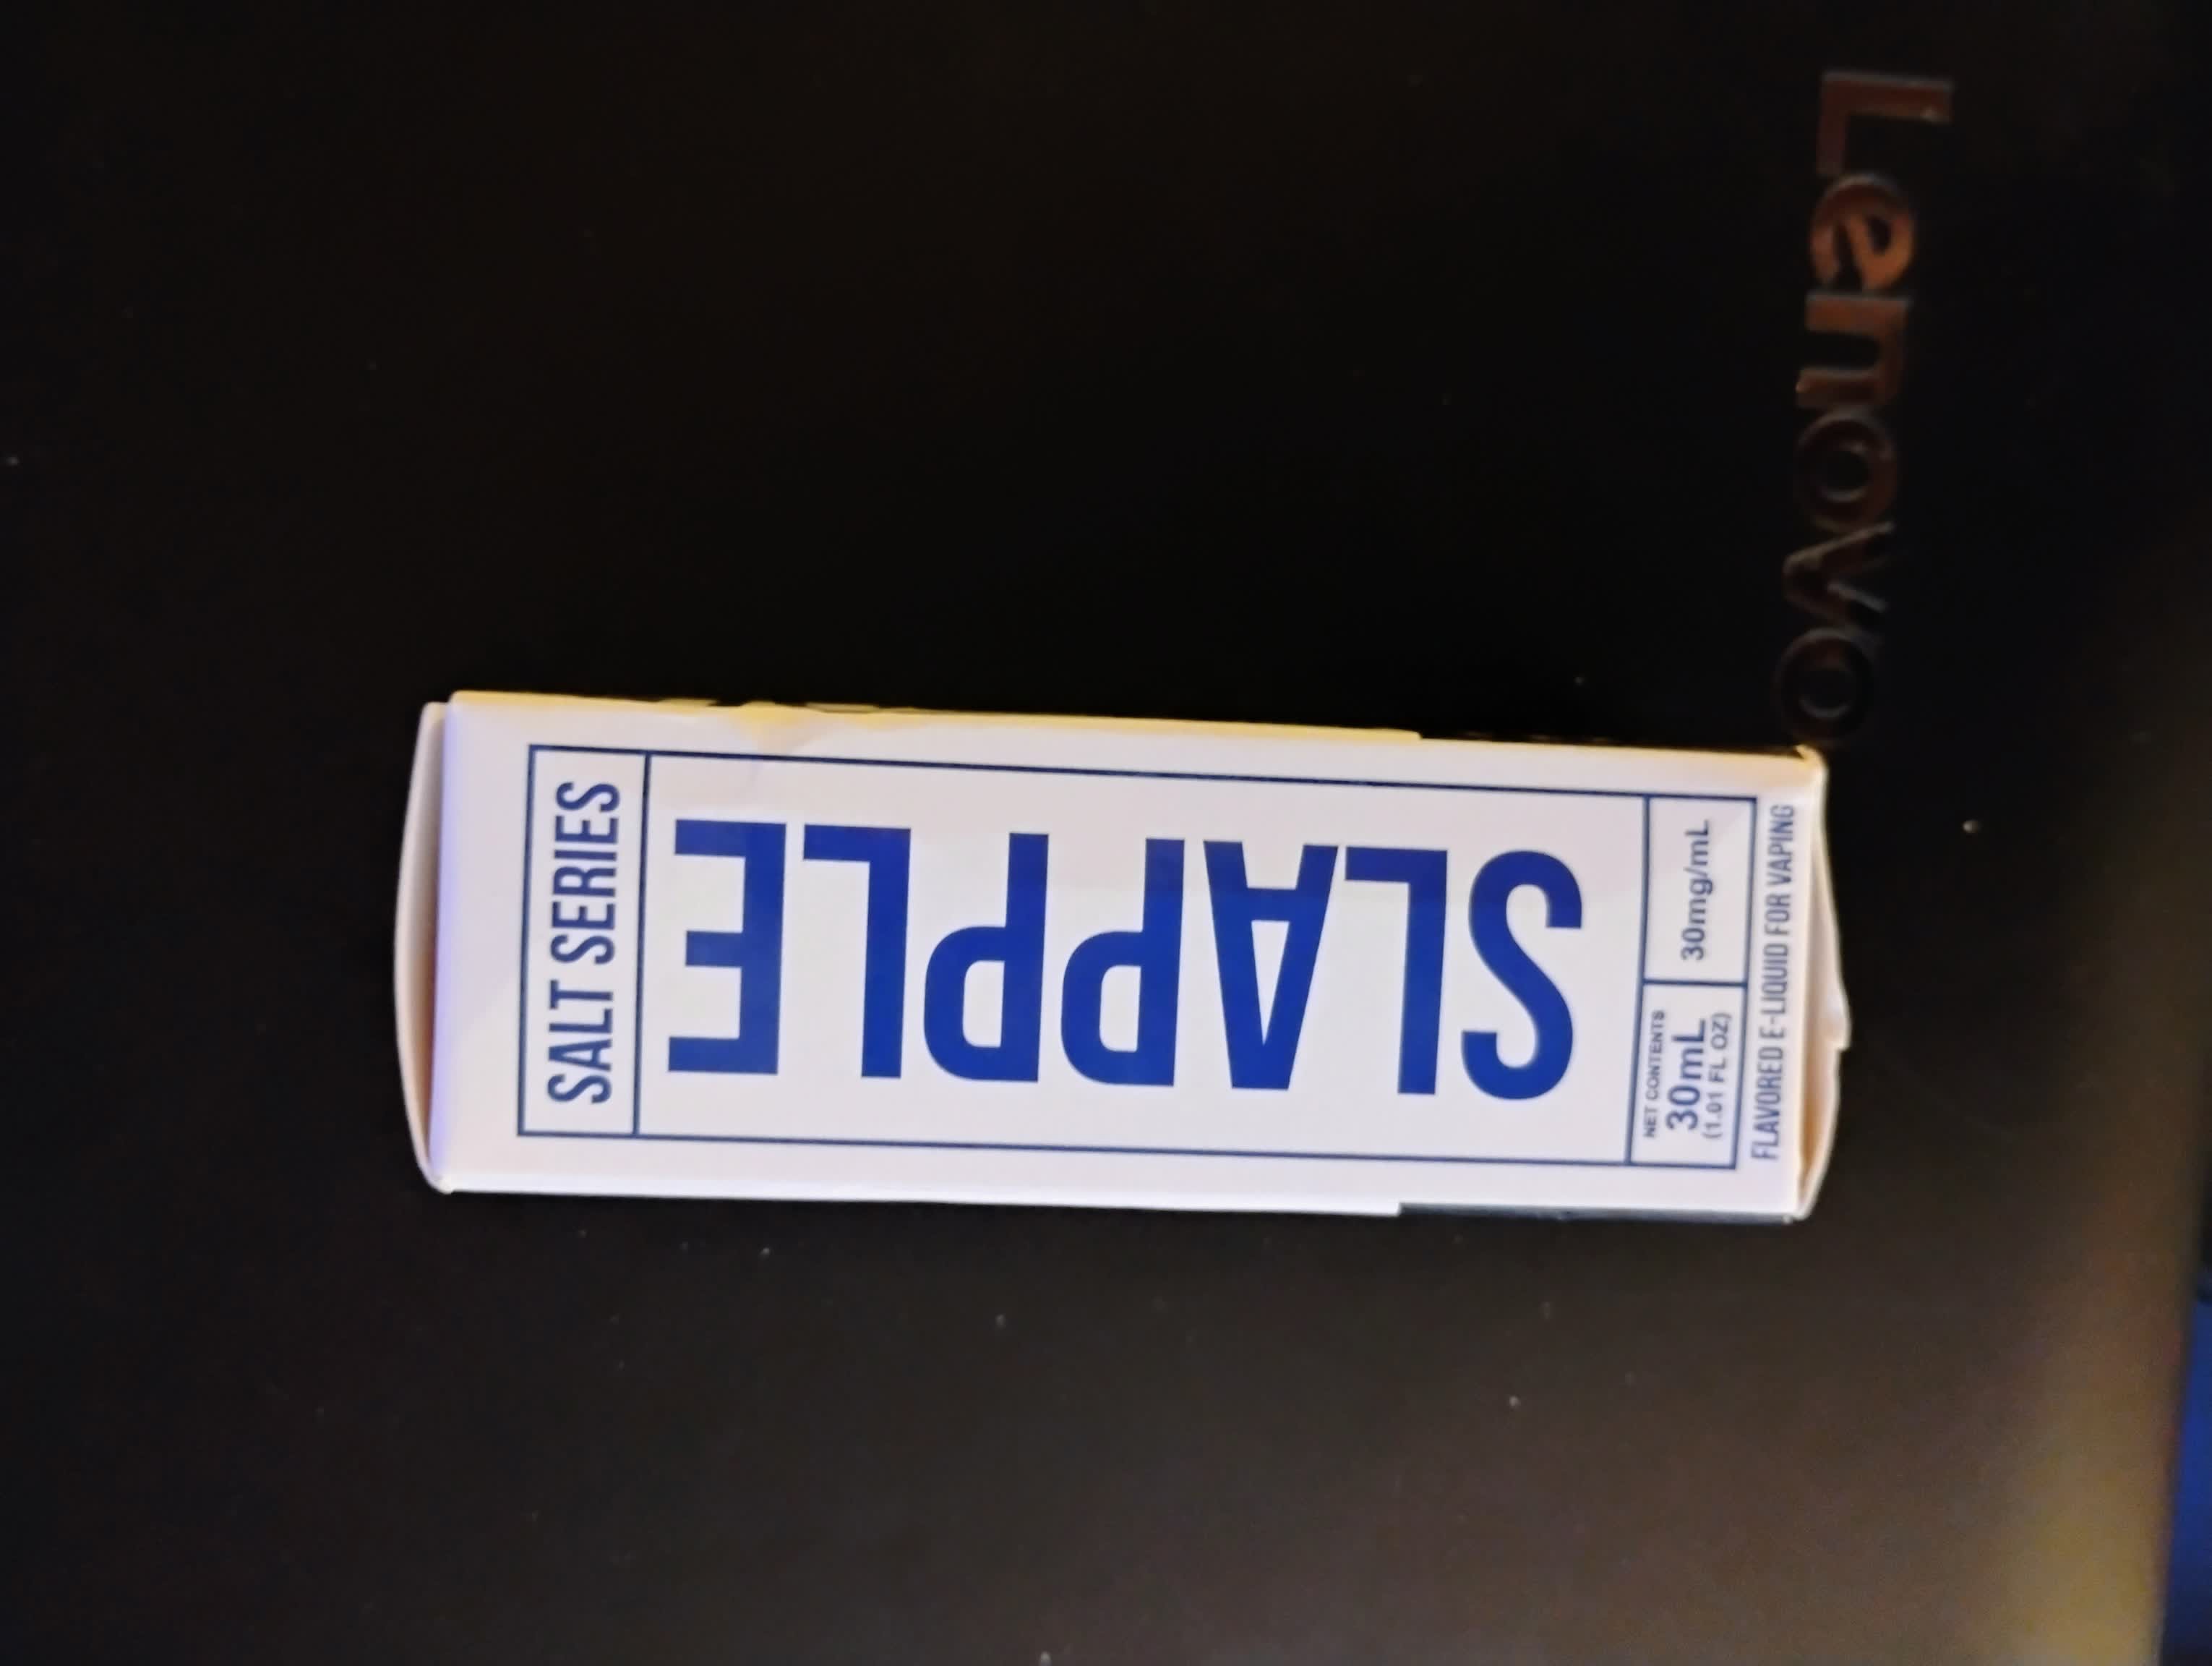 Lenovo
SALT SERIES
SLAPPLE
NET CONTENTS
30mL
(1.01 FL OZ)
30mg/mL
FLAVORED E-LIQUID FOR VAPING